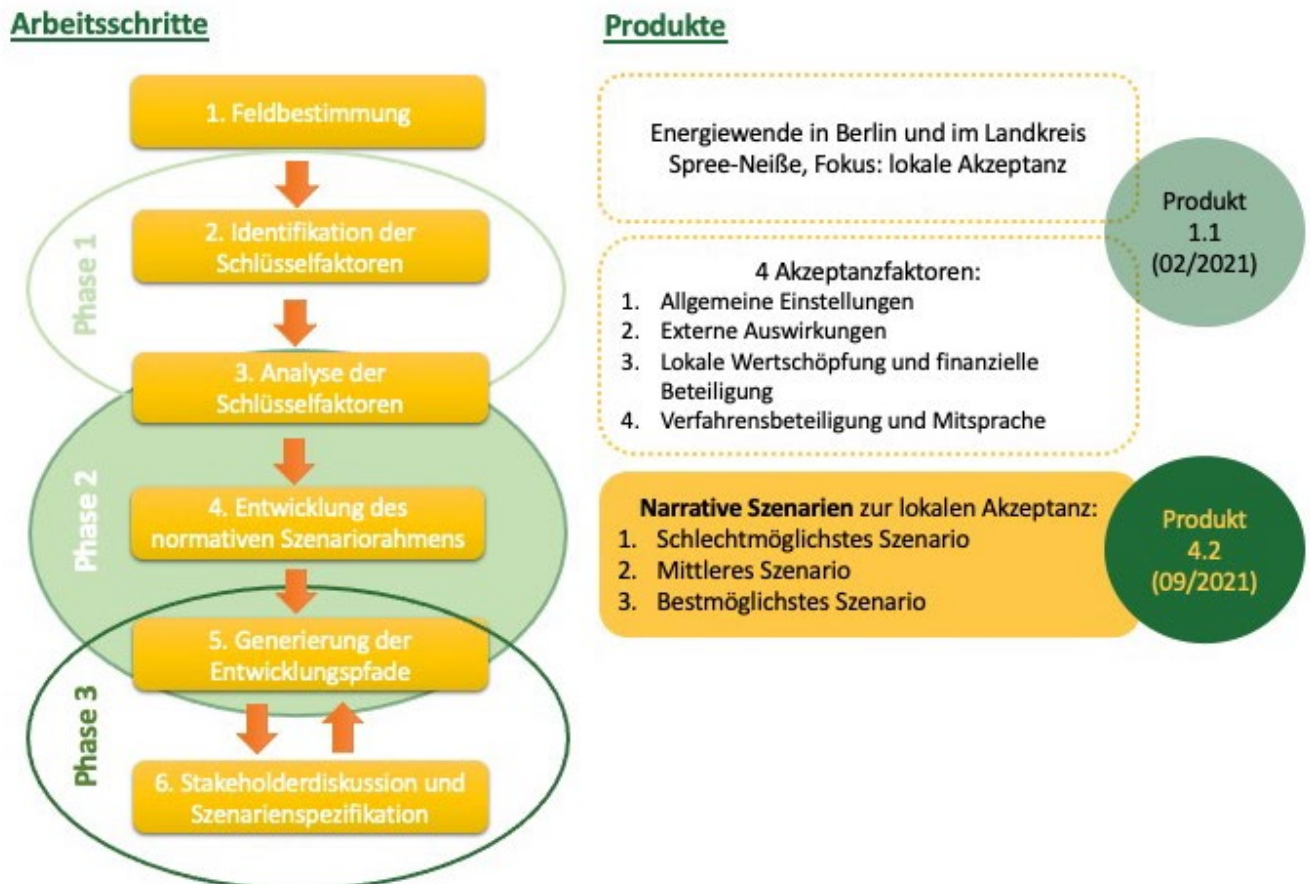 Arbeitsschritte
1. Feldbestimmung
Phase 1
2. Identifikation der
Schlüsselfaktoren
3. Analyse der
Schlüsselfaktoren
Phase 2
4. Entwicklung des
normativen Szenariorahmens
5. Generierung der
Entwicklungspfade
Phase 3
6. Stakeholderdiskussion und
Szenarienspezifikation
Produkte
Energiewende in Berlin und im Landkreis
Spree-Neiße, Fokus: lokale Akzeptanz
Produkt
1.1
(02/2021)
4 Akzeptanzfaktoren:
1. Allgemeine Einstellungen
2. Externe Auswirkungen
3. Lokale Wertschöpfung und finanzielle
Beteiligung
4. Verfahrensbeteiligung und Mitsprache
Narrative Szenarien zur lokalen Akzeptanz:
1. Schlechtmöglichstes Szenario
2. Mittleres Szenario
3. Bestmöglichstes Szenario
Produkt
4.2
(09/2021)